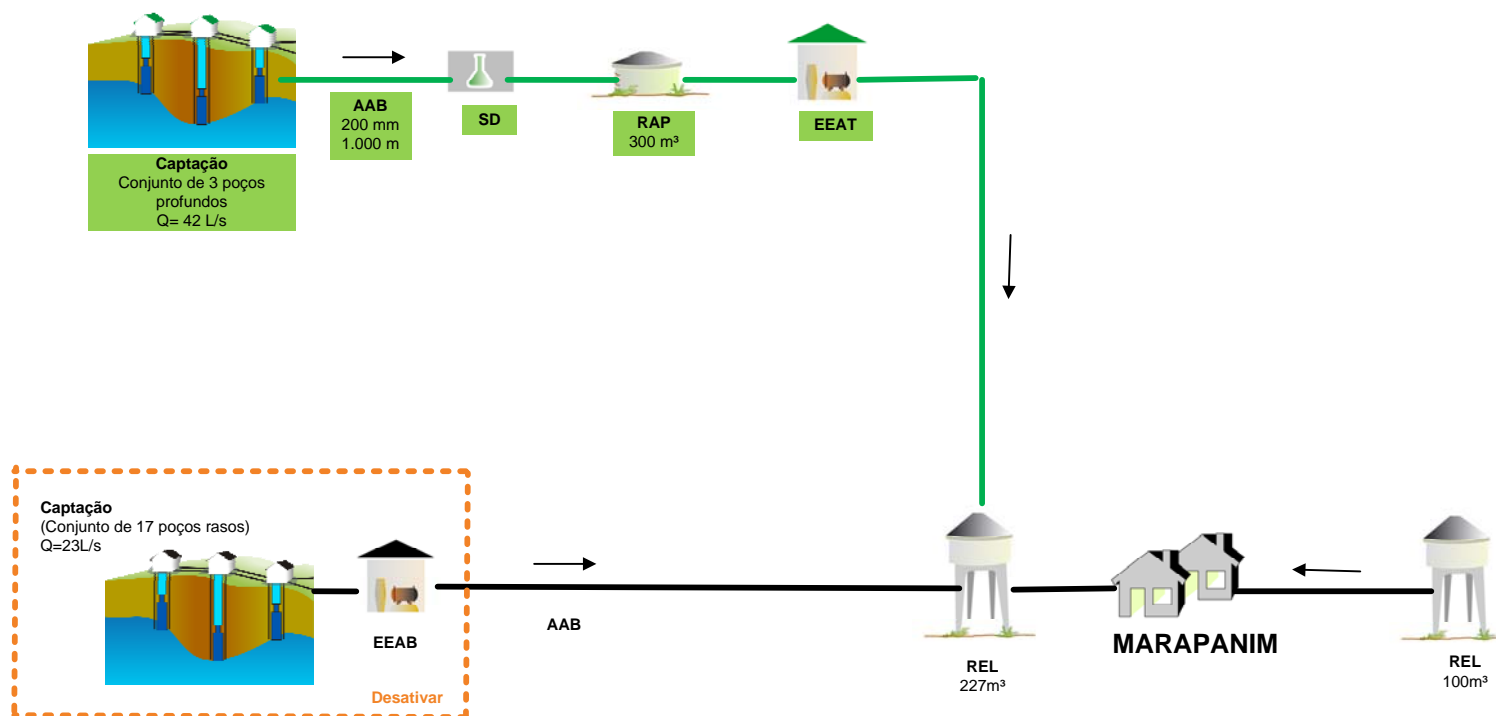 AAB
200 mm
1.000 m
SD
RAP
300 m³
EEAT
Captação
Conjunto de 3 poços
profundos
Q= 42 L/s
Captação
(Conjunto de 17 poços rasos)
Q=23L/s
EEAB
Desativar
AAB
REL
227m³
MARAPANIM
REL
100m³